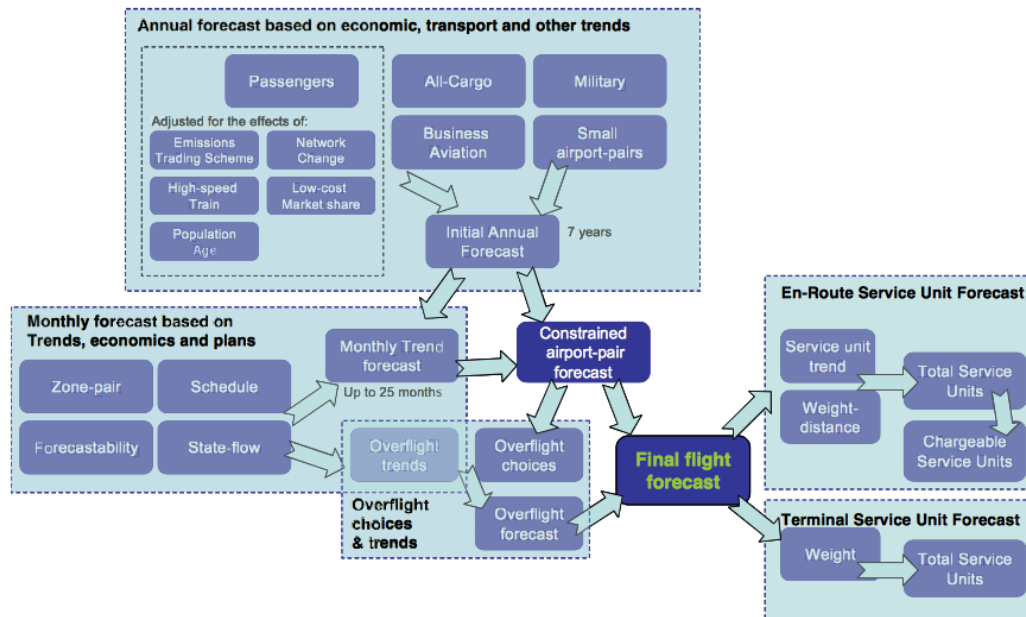 Annual forecast based on economic, transport and other trends
Passengers
All-Cargo
Military
Adjusted for the effects of:
Emissions
Trading Scheme
Network
Change
Business
Aviation
Small
airport-pairs
High-speed
Train
Low-cost
Market share
Population
Age
Initial Annual
Forecast
7 years
Monthly forecast based on
Trends, economics and plans
Monthly Trend
forecast
Up to 25 months
Zone-pair
Schedule
Forecastability
State-flow
Constrained
airport-pair
forecast
Overflight
trends
Overflight
choices
Overflight
choices
& trends
Overflight
forecast
Final flight
forecast
En-Route Service Unit Forecast
Service unit
trend
Total Service
Units
Weight-
distance
Chargeable
Service Units
Terminal Service Unit Forecast
Weight
Total Service
Units